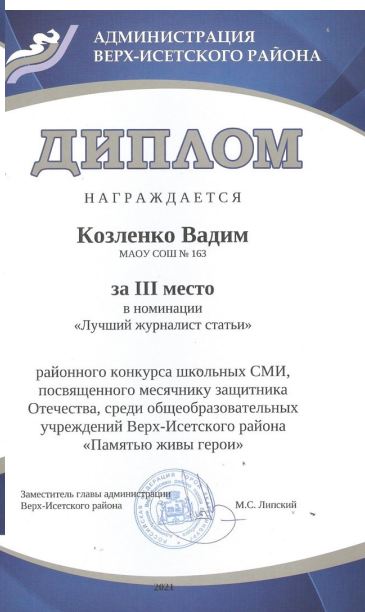 АДМИНИСТРАЦИЯ
ВЕРХ-ИСЕТСКОГО РАЙОНА
ДИПЛОМ
НАГРАЖДАЕТСЯ
Козленко Вадим
МАОУ СОШ № 163
за III место
в номинации
«Лучший журналист статьи»
районного конкурса школьных СМИ,
посвященного месячнику защитника
Отечества, среди общеобразовательных
учреждений Верх-Исетского района
«Памятью живы герои»
Заместитель главы администрации
Верх-Исетского района
М.С. Липский
2021